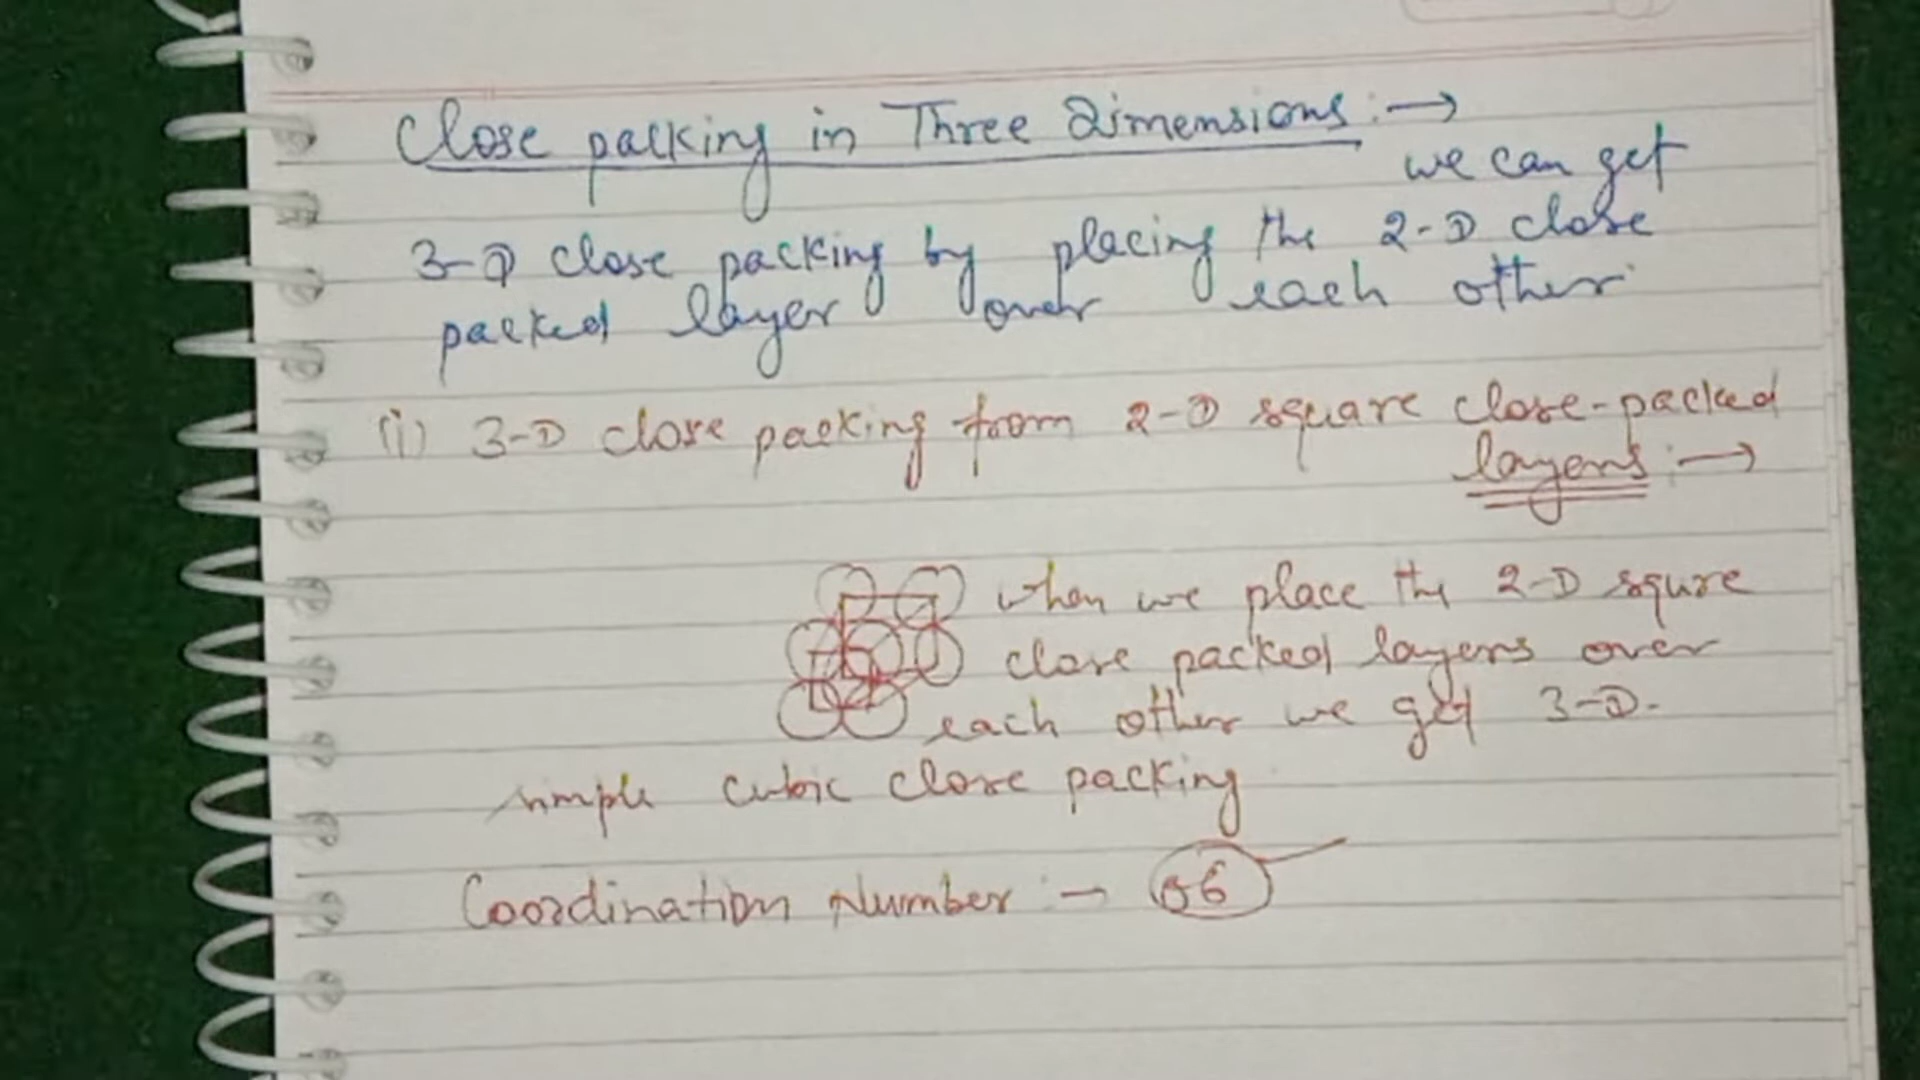 Close packing in Three Dimensions :→
we can get
3-D close packing by placing the 2-D close
packed layer over each other
(i) 3-D close packing from 2-D square close-packed
layers :→
when we place the 2-D squre
close packed layers over
each other we get 3-D.
simple cubic close packing
Coordination Number :- 06